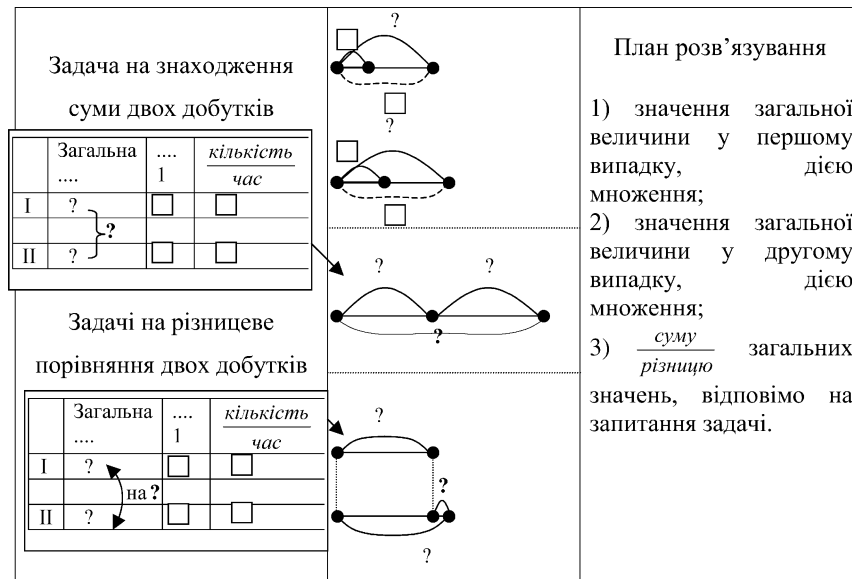 Задача на знаходження
суми двох добутків
Загальна .... 1 кількість
.... час
I ?
?
II ?
Задачі на різницеве
порівняння двох добутків
Загальна .... кількість
.... 1 час
I ?
на ?
II ?
?
?
? ?
?
?
?
?
План розв’язування
1) значення загальної
величини у першому
випадку, дією
множення;
2) значення загальної
величини у другому
випадку, дією
множення;
3) суму загальних
різницю
значень, відповімо на
запитання задачі.